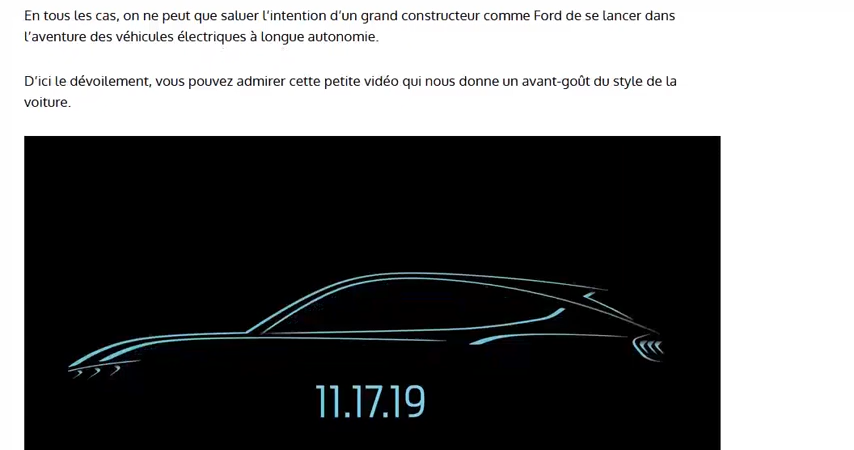 En tous les cas, on ne peut que saluer l’intention d’un grand constructeur comme Ford de se lancer dans
l’aventure des véhicules électriques à longue autonomie.
D’ici le dévoilement, vous pouvez admirer cette petite vidéo qui nous donne un avant-goût du style de la
voiture.
11.17.19